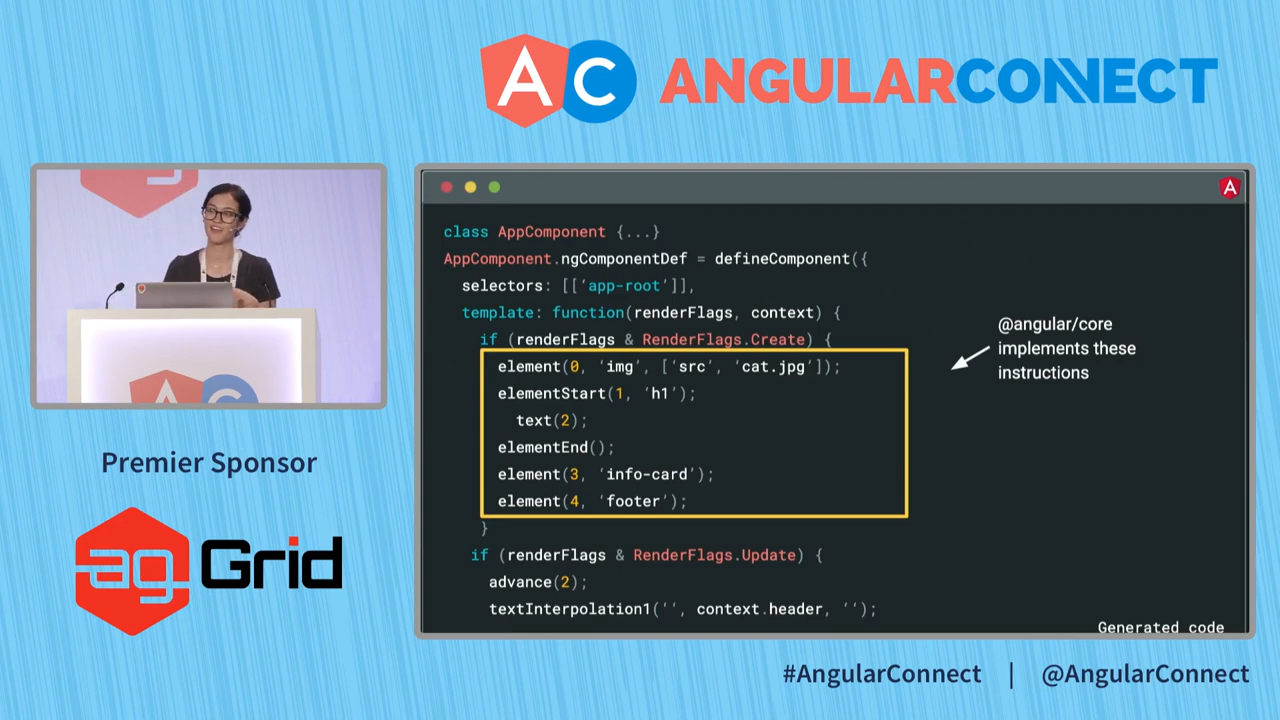 AC ANGULARCONNECT
class AppComponent {...}
AppComponent.ngComponentDef = defineComponent({
selectors: [['app-root']],
template: function(renderFlags, context) {
if (renderFlags & RenderFlags.Create) {
element(0, 'img', ['src', 'cat.jpg']);
elementStart(1, 'h1');
text(2);
elementEnd();
element(3, 'info-card');
element(4, 'footer');
}
if (renderFlags & RenderFlags.Update) {
advance(2);
textInterpolation1('', context.header, '');
@angular/core
implements these
instructions
Generated code
A
Premier Sponsor
ag Grid
#AngularConnect | @AngularConnect